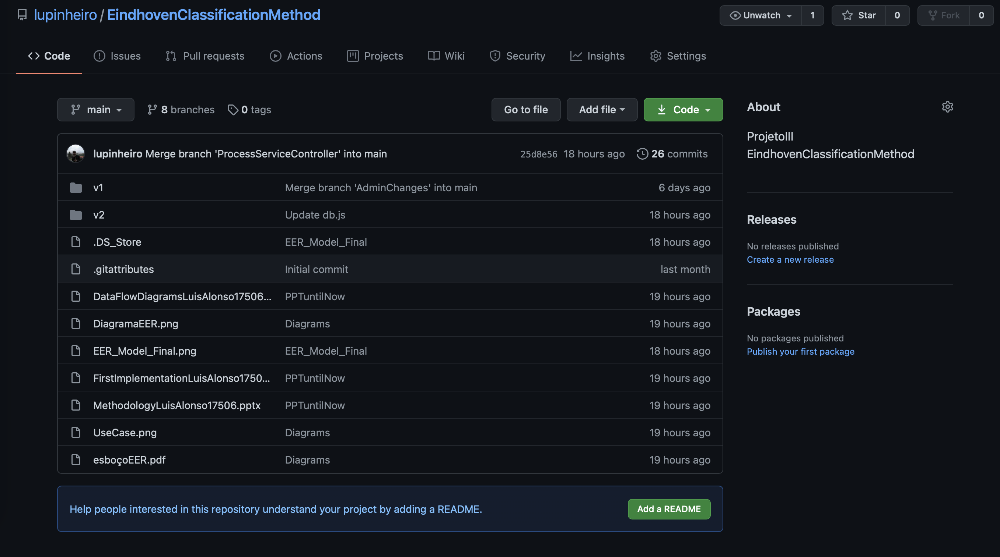 lupinheiro / EindhovenClassificationMethod
Unwatch 1 Star 0 Fork 0
Code Issues Pull requests Actions Projects Wiki Security Insights Settings
main 8 branches 0 tags Go to file Add file Code
lupinheiro Merge branch 'ProcessServiceController' into main 25d8e56 18 hours ago 26 commits
v1 Merge branch 'AdminChanges' into main 6 days ago
v2 Update db.js 18 hours ago
.DS_Store EER_Model_Final 18 hours ago
.gitattributes Initial commit last month
DataFlowDiagramsLuisAlonso17506... PPTuntilNow 19 hours ago
DiagramaEER.png Diagrams 19 hours ago
EER_Model_Final.png EER_Model_Final 18 hours ago
FirstImplementationLuisAlonso1750... PPTuntilNow 19 hours ago
MethodologyLuisAlonso17506.pptx PPTuntilNow 19 hours ago
UseCase.png Diagrams 19 hours ago
esboçoEER.pdf Diagrams 19 hours ago
Help people interested in this repository understand your project by adding a README. Add a README
About
ProjetoIII
EindhovenClassificationMethod
Releases
No releases published
Create a new release
Packages
No packages published
Publish your first package